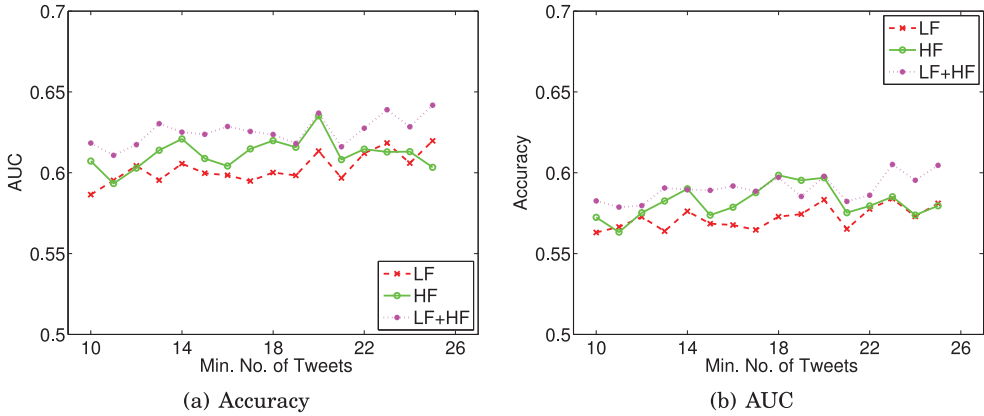 0.7
0.65
0.6
0.55
0.5
AUC
10 14 18 22 26
Min. No. of Tweets
LF
HF
LF+HF
(a) Accuracy
0.7
0.65
0.6
0.55
0.5
Accuracy
10 14 18 22 26
Min. No. of Tweets
LF
HF
LF+HF
(b) AUC